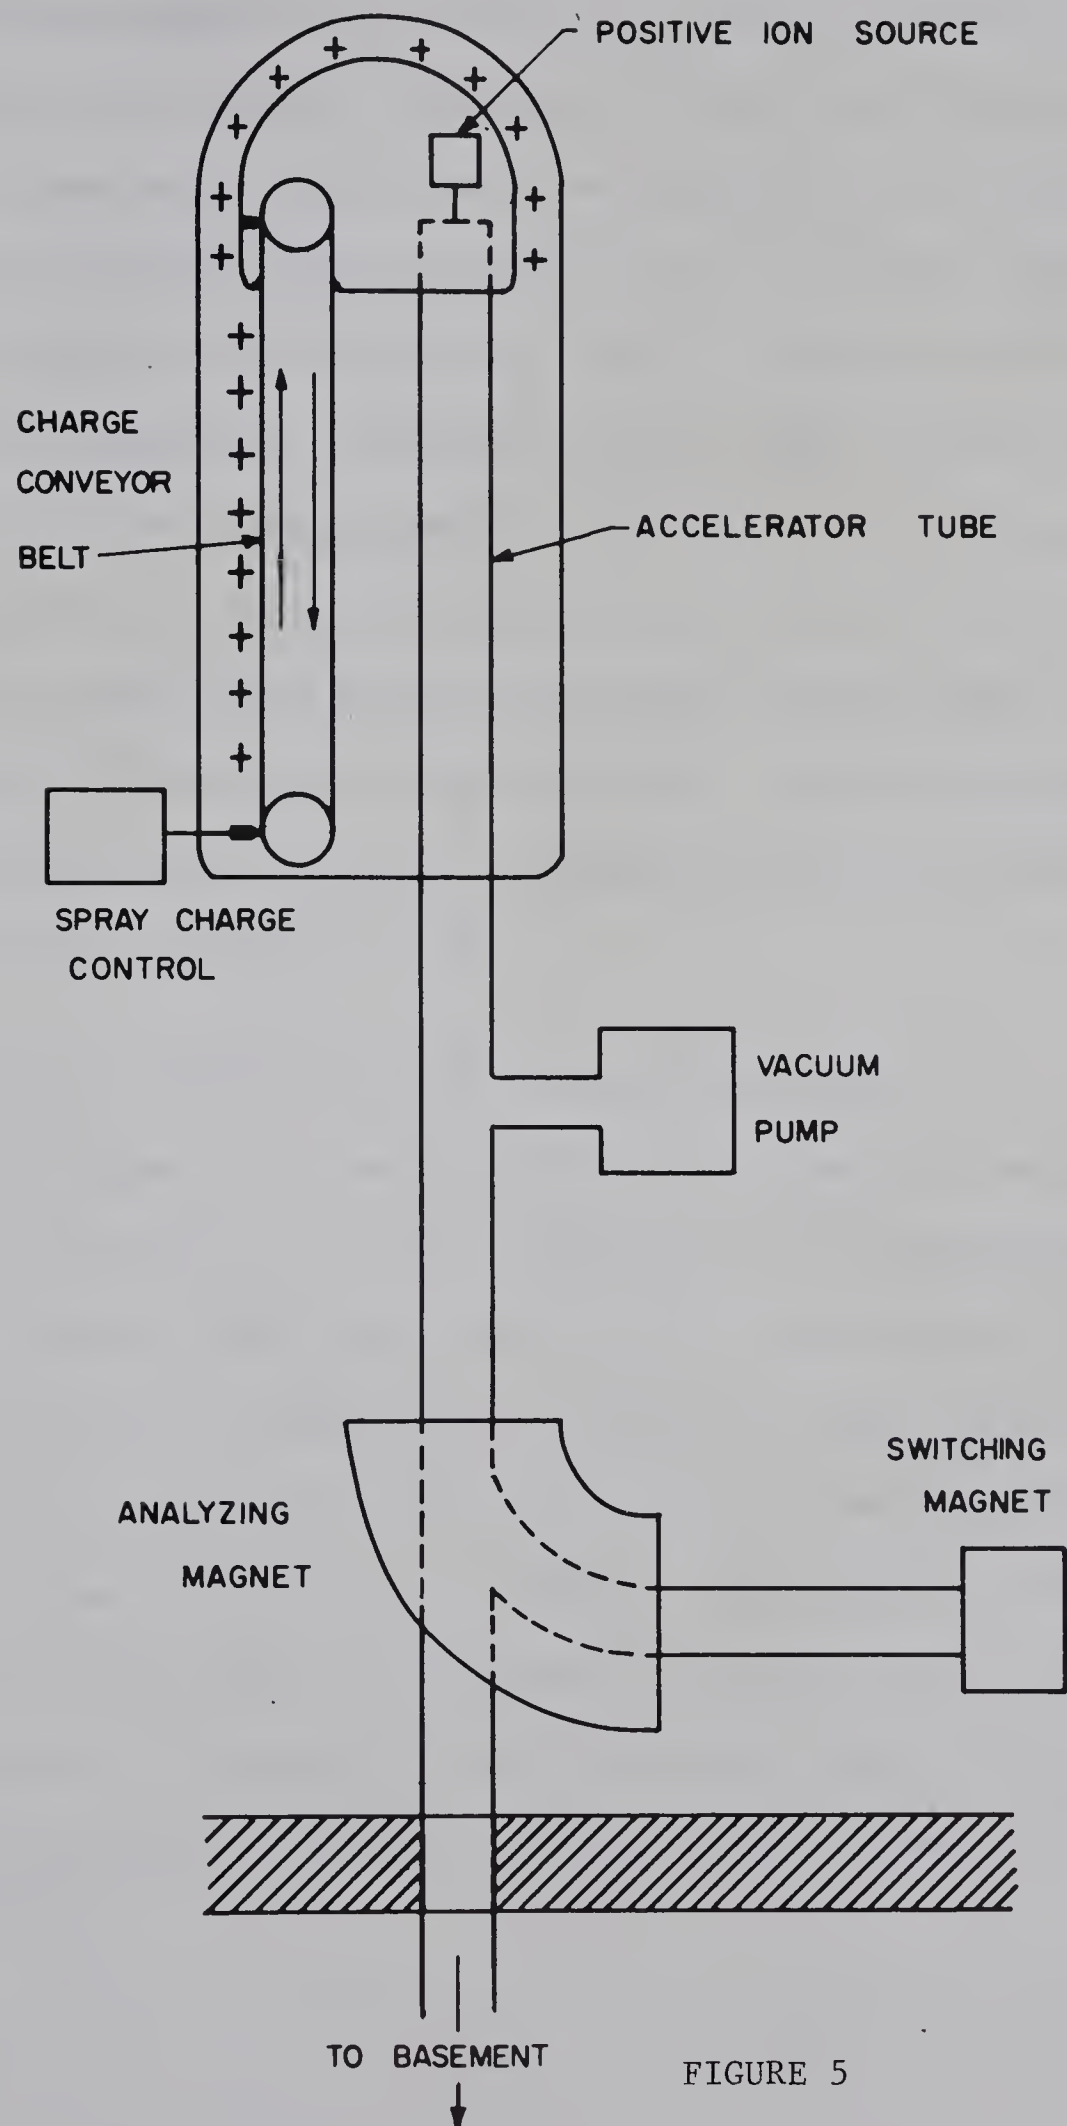 POSITIVE ION SOURCE
CHARGE
CONVEYOR
BELT
ACCELERATOR TUBE
SPRAY CHARGE
CONTROL
VACUUM
PUMP
SWITCHING
MAGNET
ANALYZING
MAGNET
TO BASEMENT
FIGURE 5